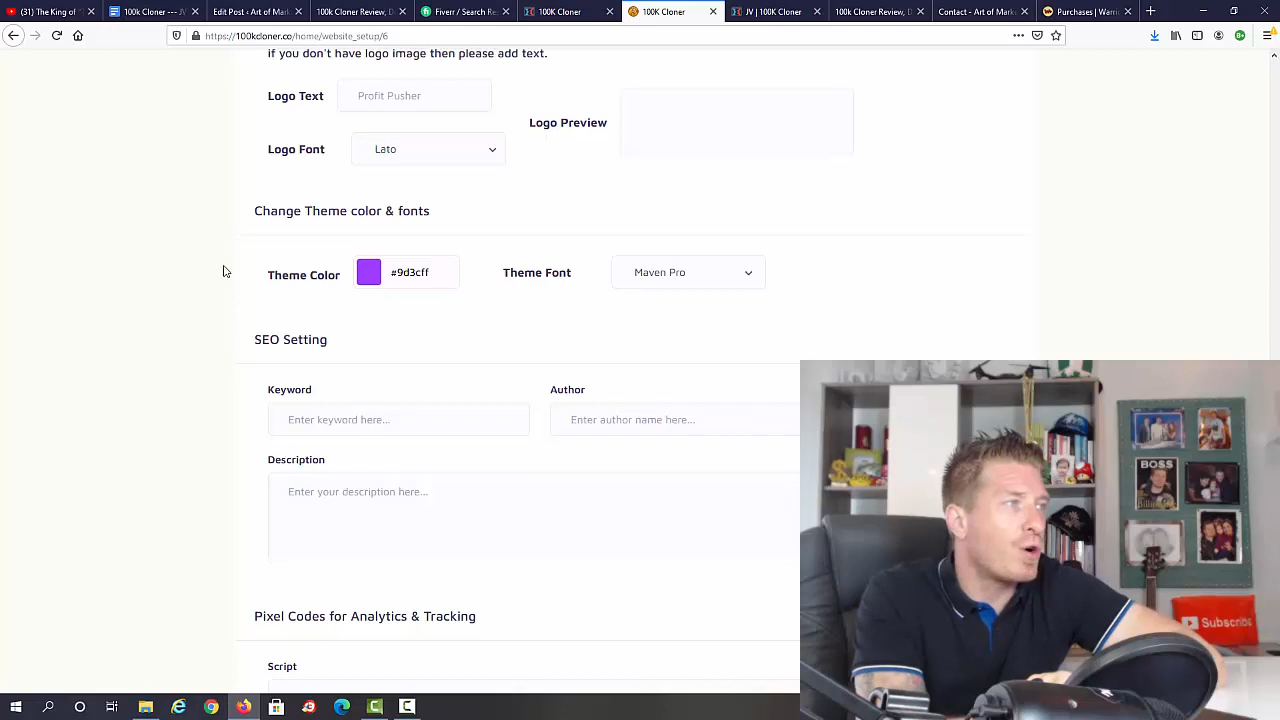 (31) The King of
10k Cloner --- JV
Edit Post ‹ Art of Mark
100k Cloner Review, D
Fiverr / Search Re
100K Cloner
100K Cloner
JV | 100K Cloner
100k Cloner Review, D
Contact - Art of Mark
Purchases | Warri
https://100kcloner.co/home/website_setup/6
if you don't have logo image then please add text.
Logo Text
Profit Pusher
Logo Preview
Logo Font
Lato
Change Theme color & fonts
Theme Color
#9d3cff
Theme Font
Maven Pro
SEO Setting
Keyword
Author
Enter keyword here...
Enter author name here...
Description
Enter your description here...
Pixel Codes for Analytics & Tracking
Script
BOSS
Subscribe